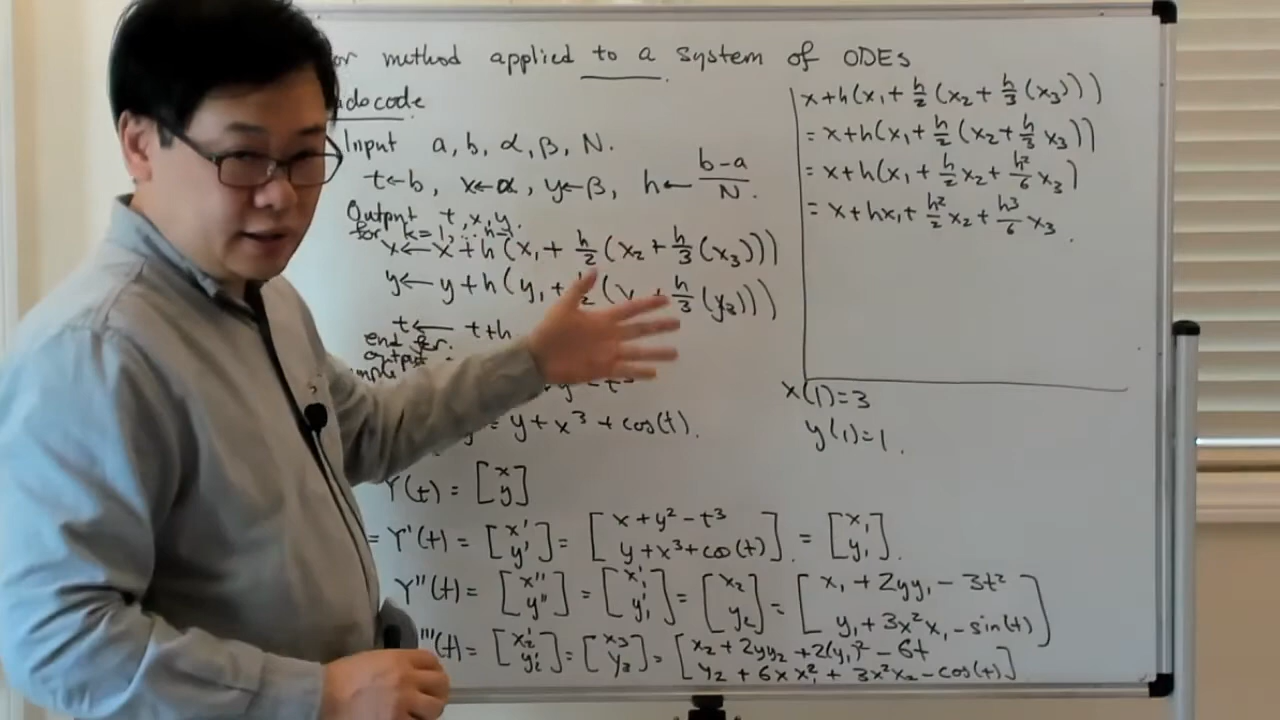 or method applied to a system of ODEs
docode
Input a, b, α, β, N.
t←b, x←α, y←β, h← b-a / N.
Output t, x, y.
for k=1,
x← x+h(x₁+ h/2 (x₂+ h/3 (x₃)))
y← y+h(y₁+ (y + h/3 (y₃)))
t← t+h
end for.
output
y+x³+cos(t).
Y(t) = [x y]
= Y'(t) = [x' y'] = [x+y²-t³ y+x³+cos(t)] = [x₁ y₁].
Y''(t) = [x'' y''] = [x₁' y₁'] = [x₂ y₂] = [x₁+2yy₁-3t² y₁+3x²x₁-sin(t)]
'''(t) = [x₂' y₂'] = [x₃ y₃] = [x₂+2yy₂+2(y₁)²-6t y₂+6xx₁²+3x²x₂-cos(t)]
x+h(x₁+ h/2 (x₂+ h/3 (x₃)))
= x+h(x₁+ h/2 (x₂+ h/3 x₃))
= x+h(x₁+ h/2 x₂+ h²/6 x₃)
= x+hx₁+ h²/2 x₂+ h³/6 x₃.
x(1)=3
y(1)=1.